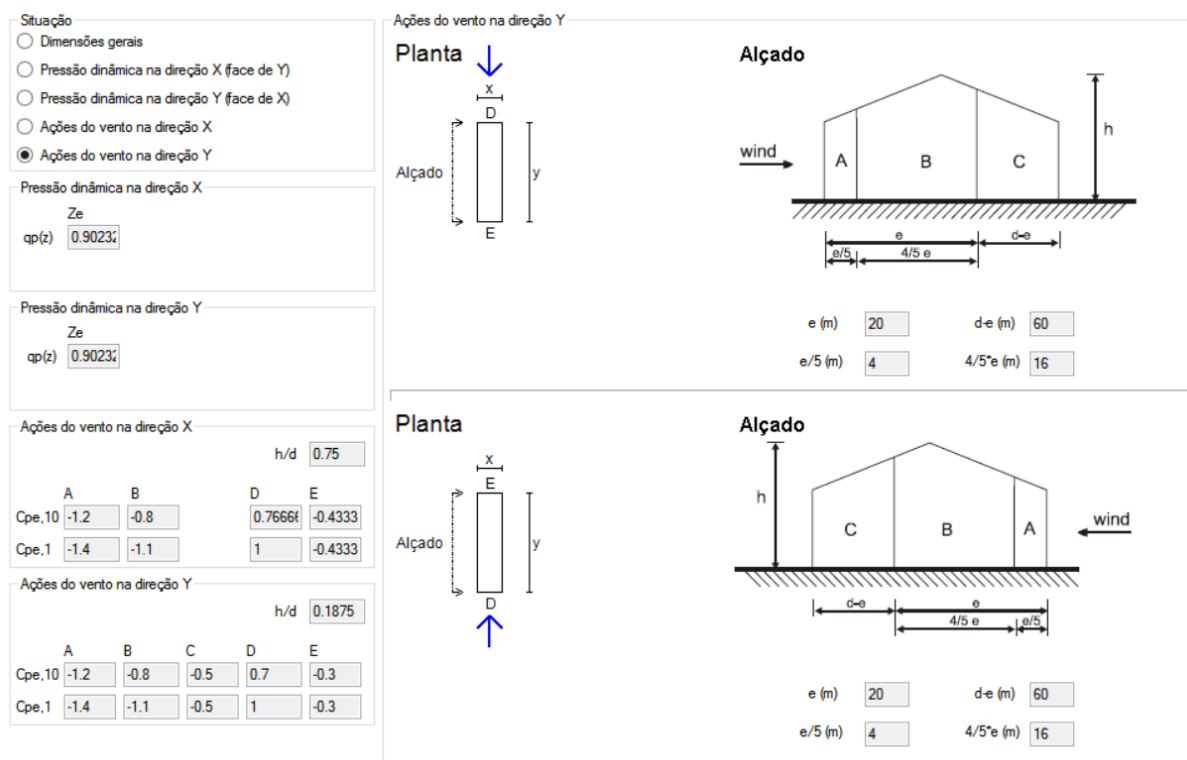 Situação
Dimensões gerais
Pressão dinâmica na direção X (face de Y)
Pressão dinâmica na direção Y (face de X)
Ações do vento na direção X
Ações do vento na direção Y
Pressão dinâmica na direção X
Ze
qp(z) 0.90232
Pressão dinâmica na direção Y
Ze
qp(z) 0.90232
Ações do vento na direção X
h/d 0.75
A B D E
Cpe,10 -1.2 -0.8 0.76666 -0.4333
Cpe,1 -1.4 -1.1 1 -0.4333
Ações do vento na direção Y
h/d 0.1875
A B C D E
Cpe,10 -1.2 -0.8 -0.5 0.7 -0.3
Cpe,1 -1.4 -1.1 -0.5 1 -0.3
Ações do vento na direção Y
Planta
x
D
Alçado
y
E
Alçado
wind
A B C
h
e d-e
e/5 4/5 e
e (m) 20 d-e (m) 60
e/5 (m) 4 4/5*e (m) 16
Planta
x
E
Alçado
y
D
Alçado
h
C B A
wind
d-e e
4/5 e e/5
e (m) 20 d-e (m) 60
e/5 (m) 4 4/5*e (m) 16